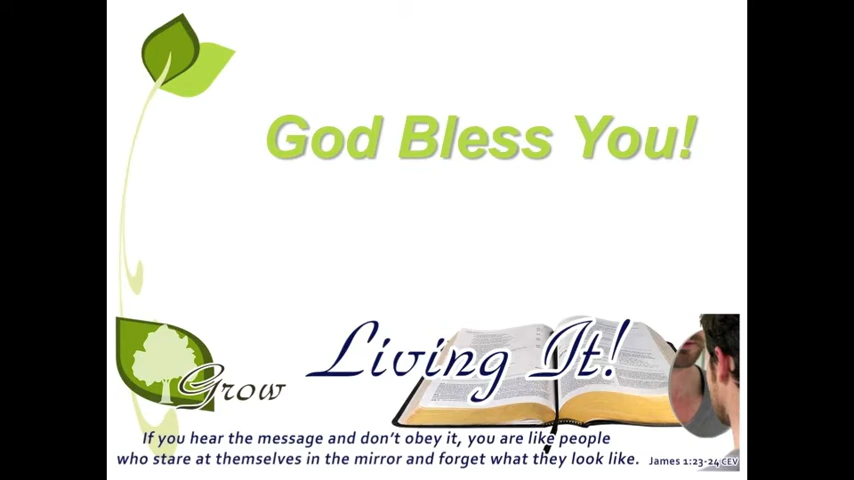 God Bless You!
Living It!
Grow
If you hear the message and don't obey it, you are like people
who stare at themselves in the mirror and forget what they look like. James 1:23-24 CEV